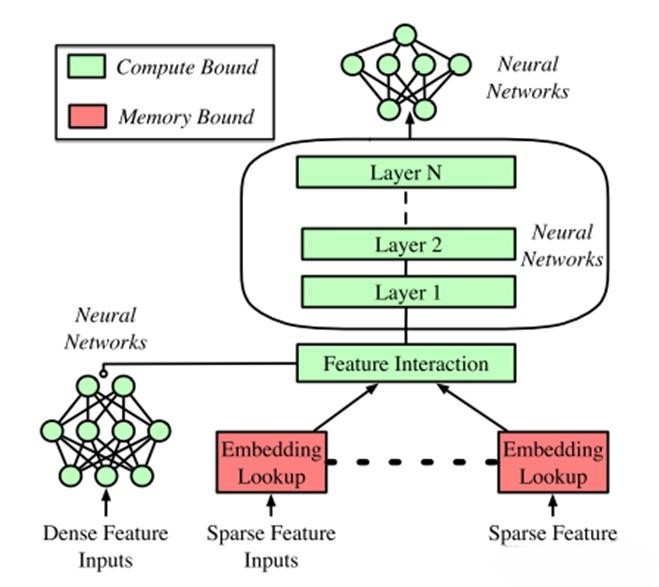 Compute Bound
Memory Bound
Neural
Networks
Layer N
Layer 2
Layer 1
Neural
Networks
Feature Interaction
Neural
Networks
Embedding
Lookup
Embedding
Lookup
Dense Feature
Inputs
Sparse Feature
Inputs
Sparse Feature